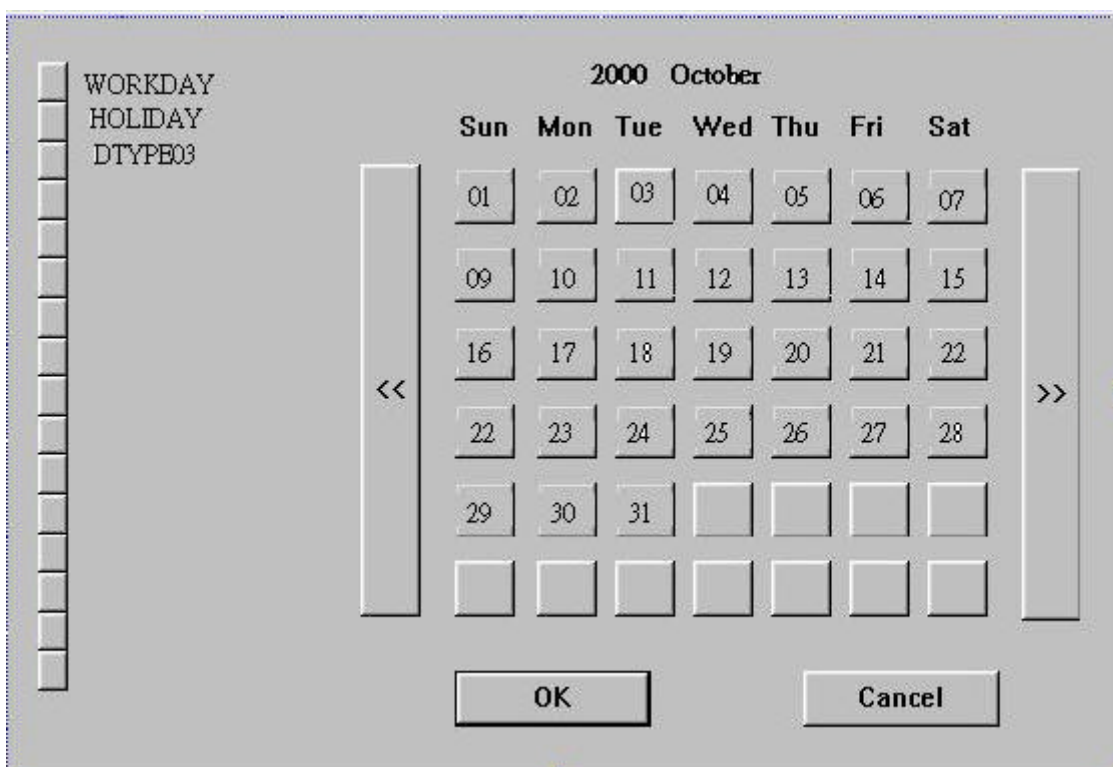 WORKDAY
HOLIDAY
DTYPE03
2000 October
Sun Mon Tue Wed Thu Fri Sat
01 02 03 04 05 06 07
09 10 11 12 13 14 15
16 17 18 19 20 21 22
22 23 24 25 26 27 28
29 30 31
<<
>>
OK Cancel